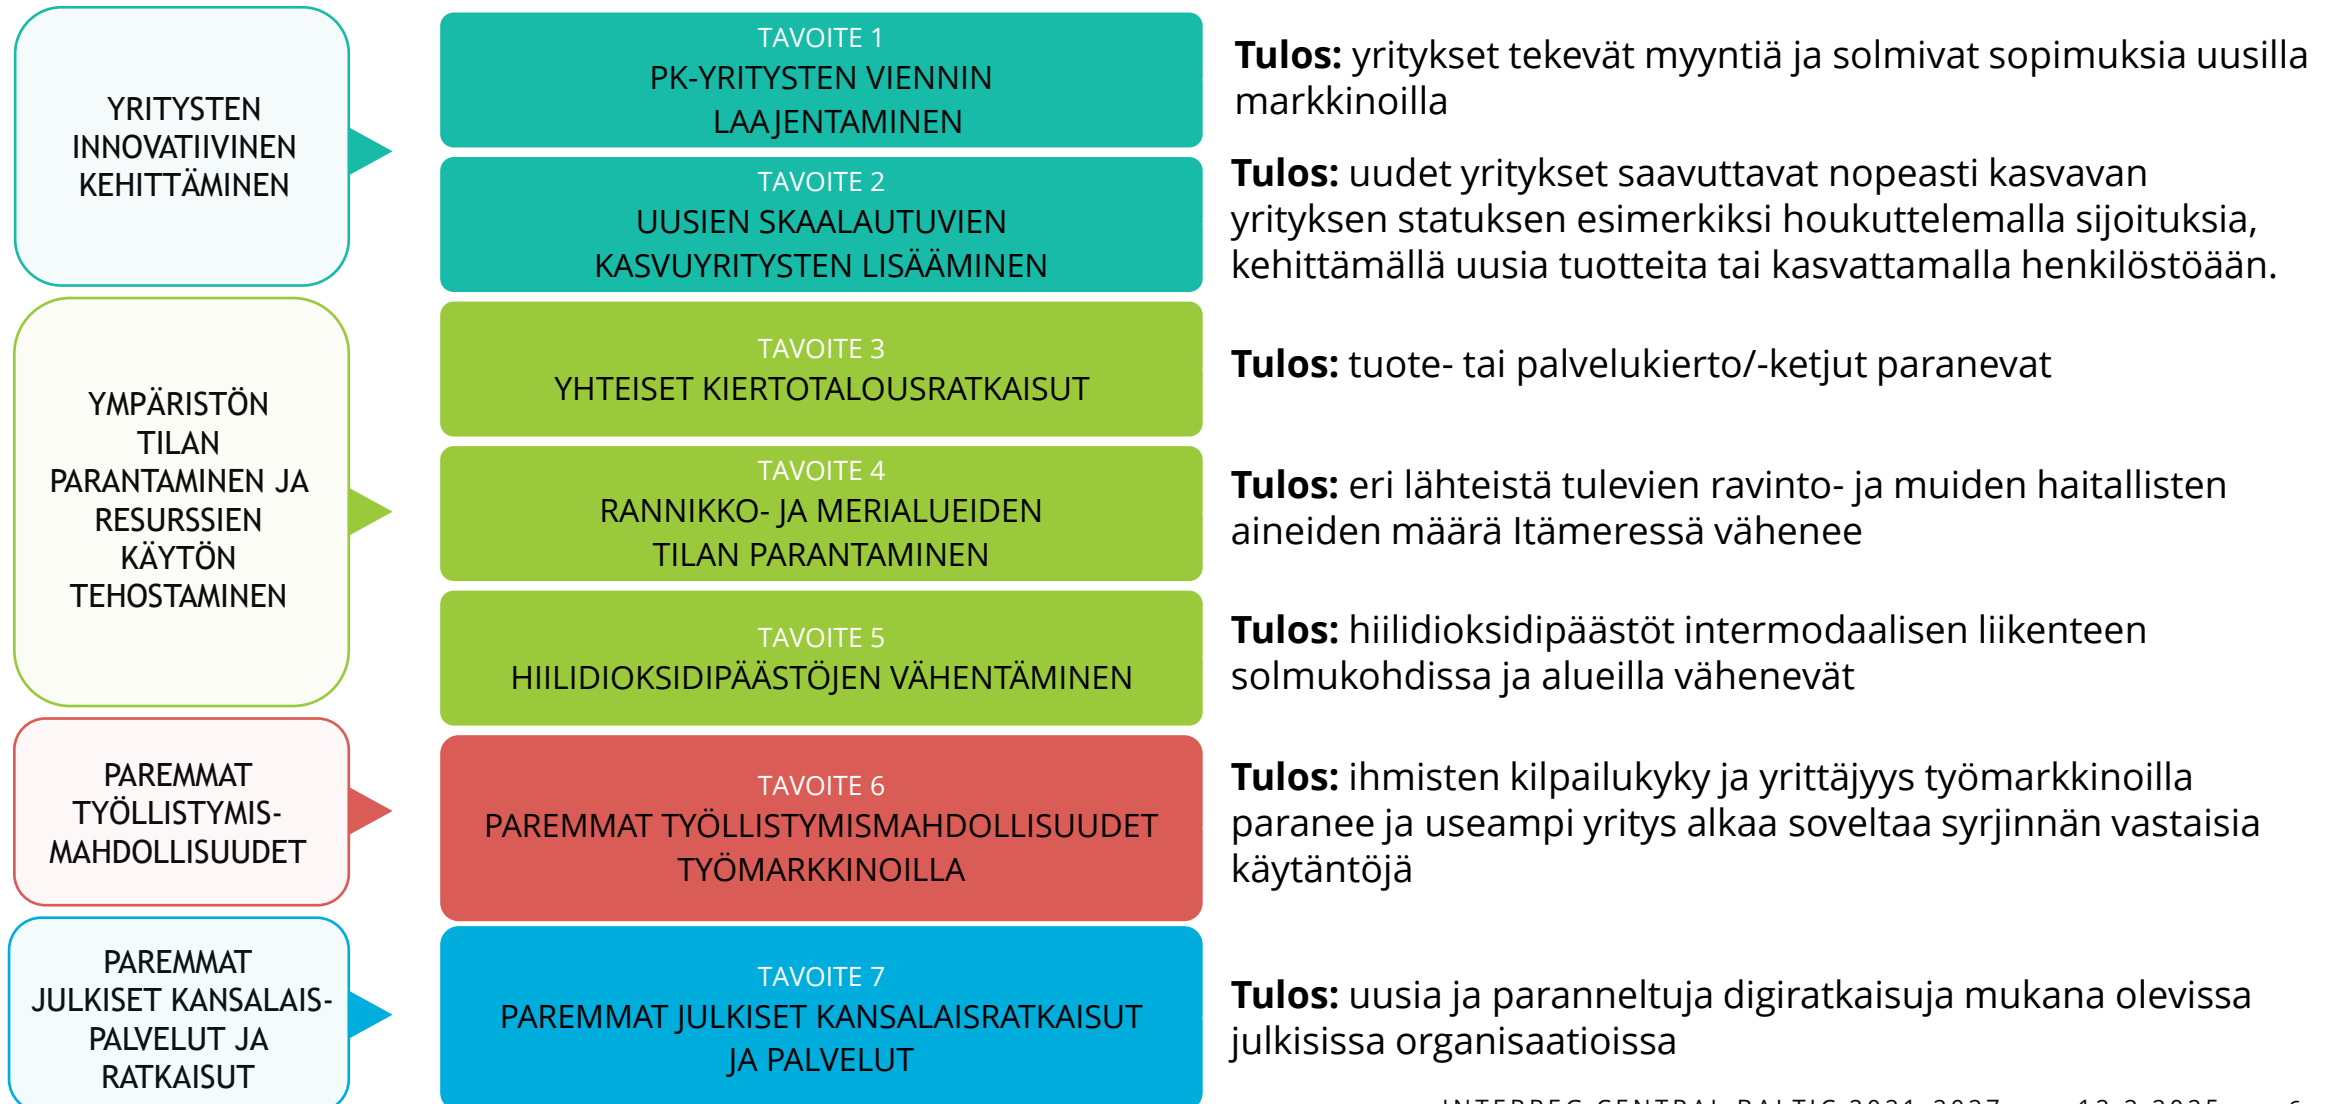 YRITYSTEN
INNOVATIIVINEN
KEHITTÄMINEN
TAVOITE 1
PK-YRITYSTEN VIENNIN
LAAJENTAMINEN
Tulos: yritykset tekevät myyntiä ja solmivat sopimuksia uusilla
markkinoilla
TAVOITE 2
UUSIEN SKAALAUTUVIEN
KASVUYRITYSTEN LISÄÄMINEN
Tulos: uudet yritykset saavuttavat nopeasti kasvavan
yrityksen statuksen esimerkiksi houkuttelemalla sijoituksia,
kehittämällä uusia tuotteita tai kasvattamalla henkilöstöään.
YMPÄRISTÖN
TILAN
PARANTAMINEN JA
RESURSSIEN
KÄYTÖN
TEHOSTAMINEN
TAVOITE 3
YHTEISET KIERTOTALOUSRATKAISUT
Tulos: tuote- tai palvelukierto/-ketjut paranevat
TAVOITE 4
RANNIKKO- JA MERIALUEIDEN
TILAN PARANTAMINEN
Tulos: eri lähteistä tulevien ravinto- ja muiden haitallisten
aineiden määrä Itämeressä vähenee
TAVOITE 5
HIILIDIOKSIDIPÄÄSTÖJEN VÄHENTÄMINEN
Tulos: hiilidioksidipäästöt intermodaalisen liikenteen
solmukohdissa ja alueilla vähenevät
PAREMMAT
TYÖLLISTYMIS-
MAHDOLLISUUDET
TAVOITE 6
PAREMMAT TYÖLLISTYMISMAHDOLLISUUDET
TYÖMARKKINOILLA
Tulos: ihmisten kilpailukyky ja yrittäjyys työmarkkinoilla
paranee ja useampi yritys alkaa soveltaa syrjinnän vastaisia
käytäntöjä
PAREMMAT
JULKISET KANSALAIS-
PALVELUT JA
RATKAISUT
TAVOITE 7
PAREMMAT JULKISET KANSALAISRATKAISUT
JA PALVELUT
Tulos: uusia ja paranneltuja digiratkaisuja mukana olevissa
julkisissa organisaatioissa
INTERREG CENTRAL BALTIC 2021-2027